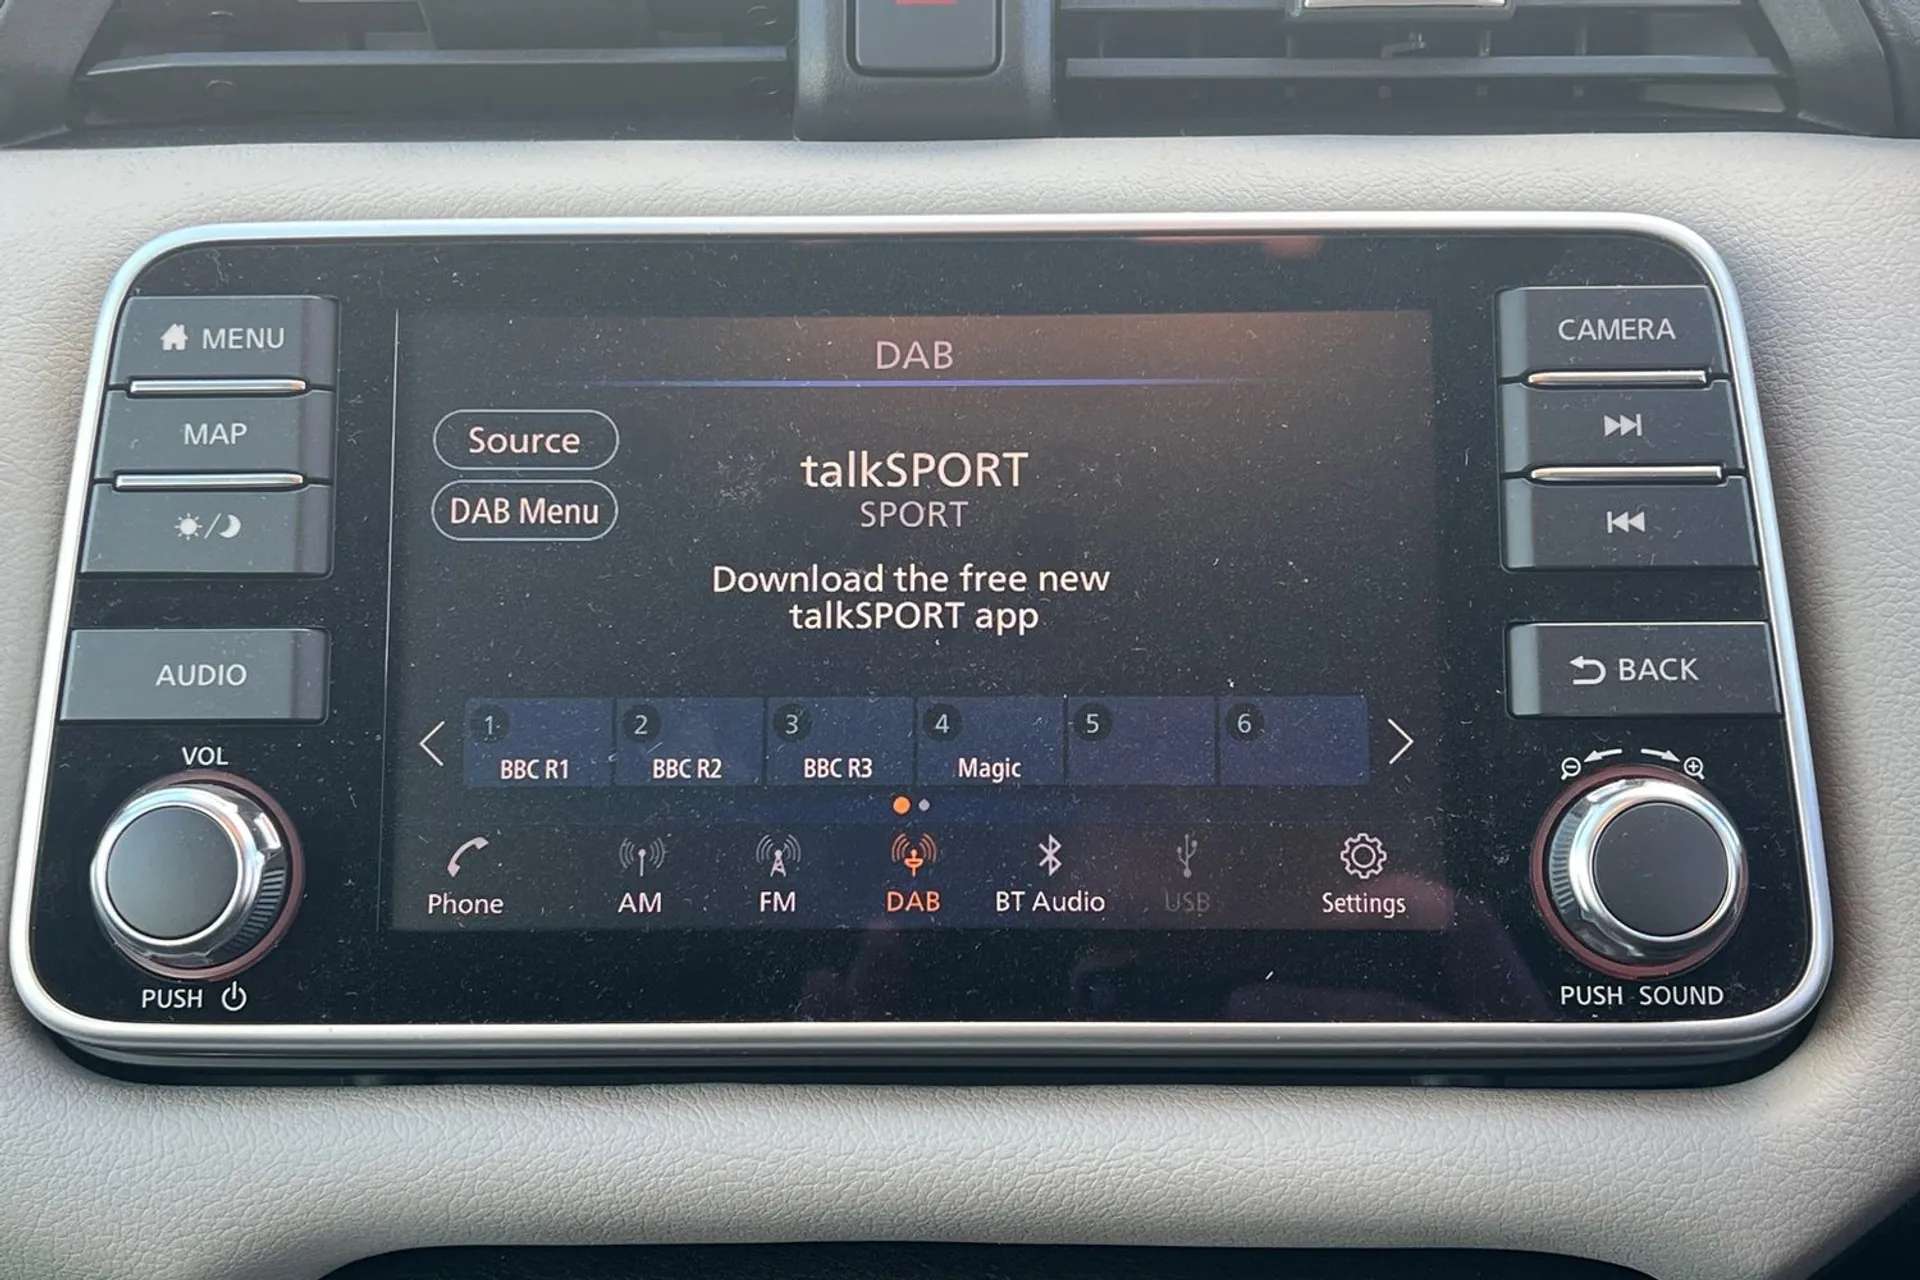 MENU
MAP
AUDIO
VOL
PUSH
DAB
Source
DAB Menu
talkSPORT
SPORT
Download the free new
talkSPORT app
1
BBC R1
2
BBC R2
3
BBC R3
4
Magic
5
6
Phone
AM
FM
DAB
BT Audio
USB
Settings
CAMERA
BACK
PUSH SOUND